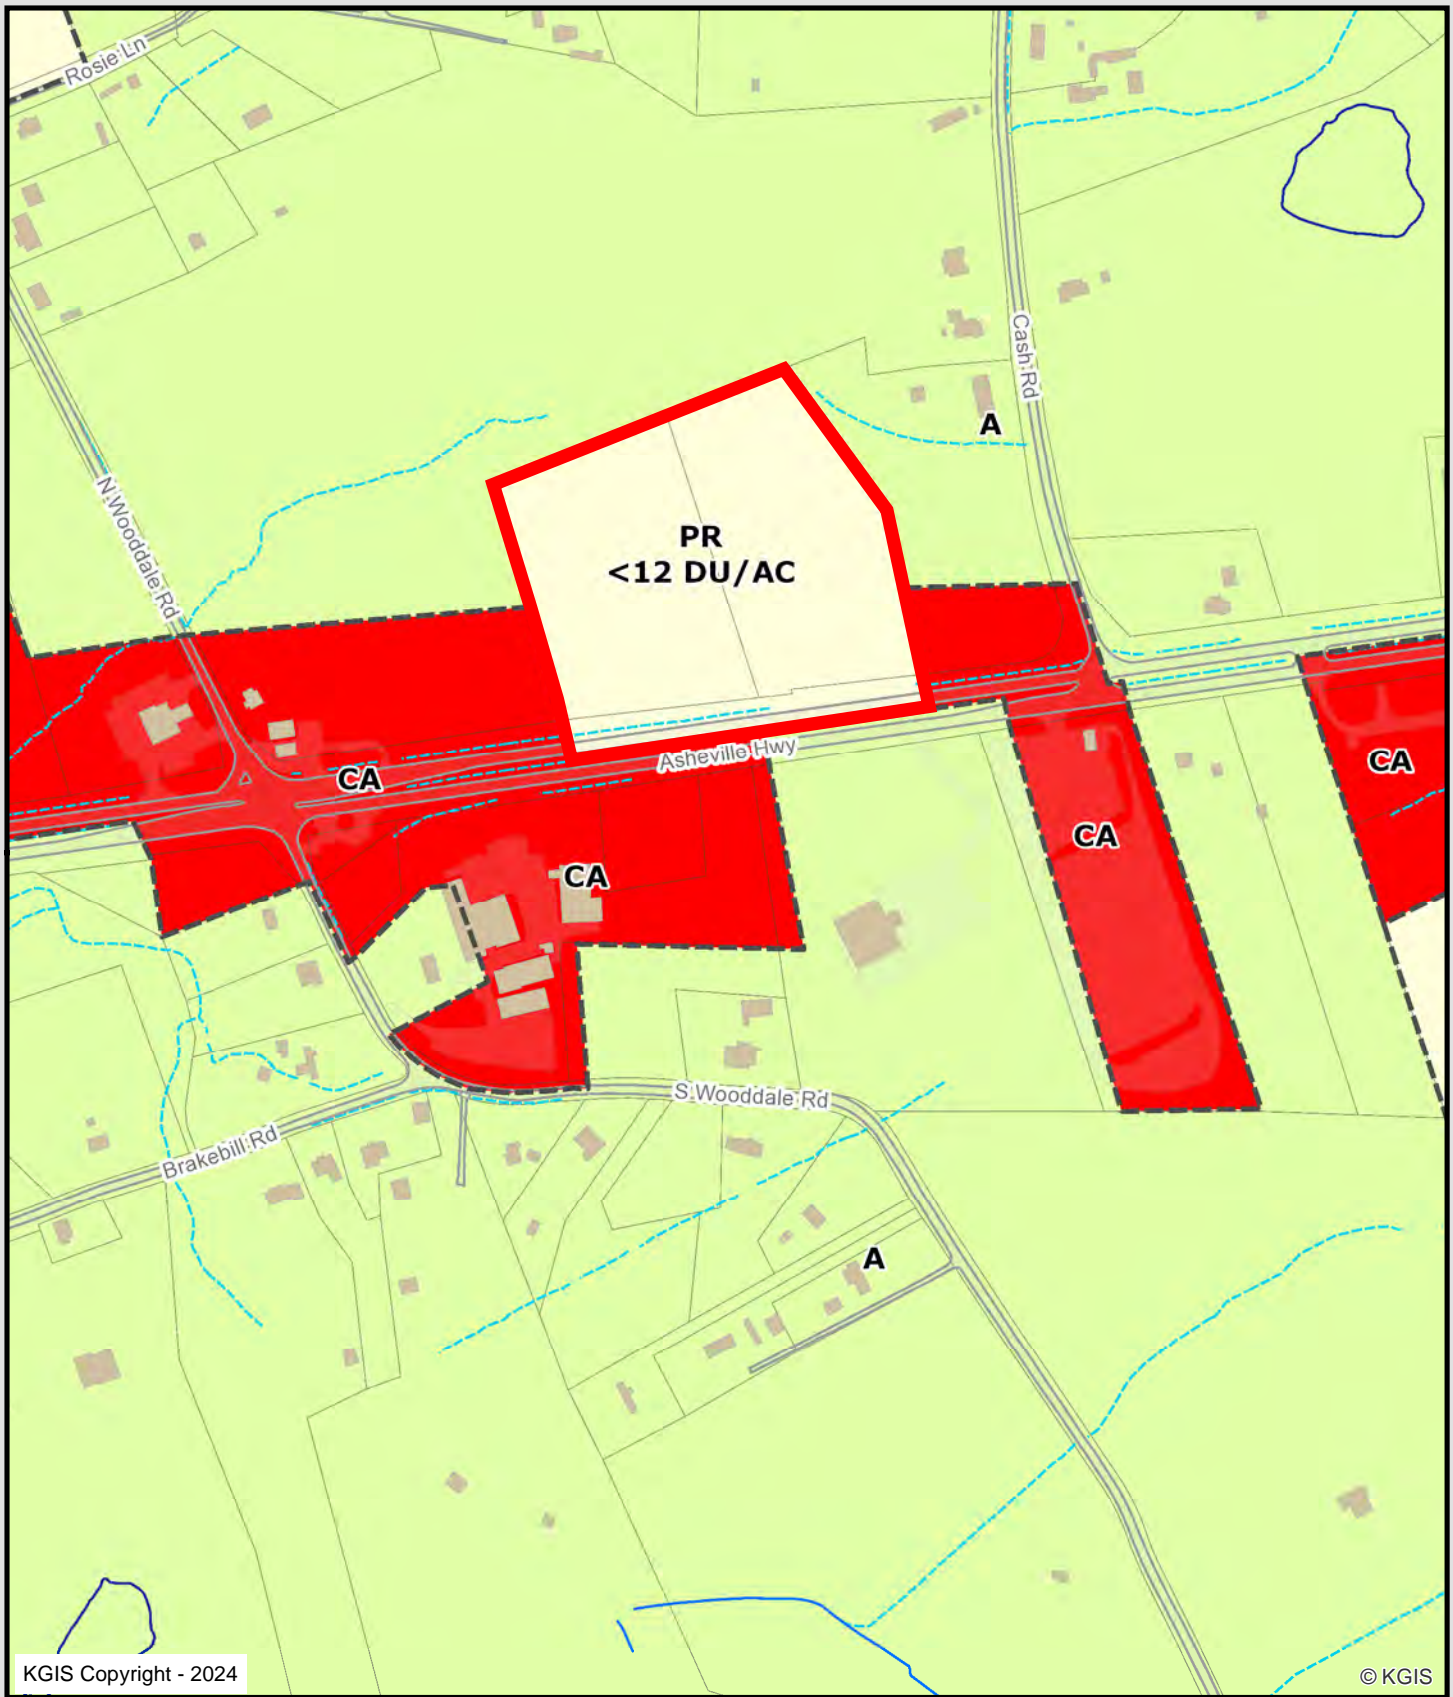 Rosie Ln
Cash Rd
A
N Wooddale Rd
PR
<12 DU/AC
Asheville Hwy
CA
CA
CA
CA
S Wooddale Rd
Brakebill Rd
A
KGIS Copyright - 2024
© KGIS